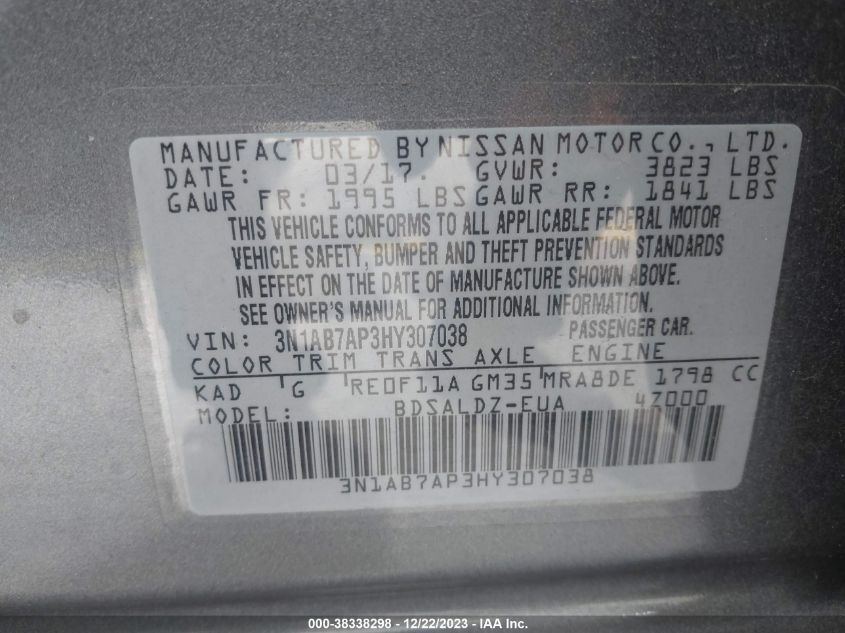 MANUFACTURED BY NISSAN MOTOR CO., LTD.
DATE: 03/17. GVWR: 3823 LBS
GAWR FR: 1995 LBS GAWR RR: 1841 LBS
THIS VEHICLE CONFORMS TO ALL APPLICABLE FEDERAL MOTOR
VEHICLE SAFETY, BUMPER AND THEFT PREVENTION STANDARDS
IN EFFECT ON THE DATE OF MANUFACTURE SHOWN ABOVE.
SEE OWNER'S MANUAL FOR ADDITIONAL INFORMATION.
VIN: 3N1AB7AP3HY307038 PASSENGER CAR.
COLOR TRIM TRANS AXLE ENGINE
KAD G RE0F11A GM35 MRA8DE 1798 CC
MODEL: BDSALDZ-EUA 47000
3N1AB7AP3HY307038
000-38338298 - 12/22/2023 - IAA Inc.